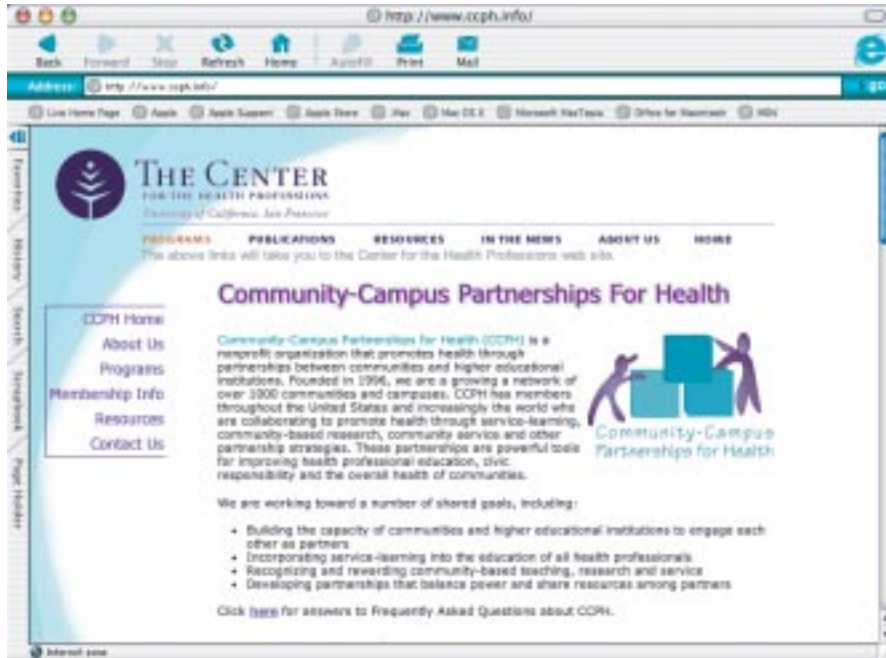 http://www.ccph.info/
Back Forward Stop Refresh Home AutoFill Print Mail
Address: http://www.ccph.info/ go
Live Home Page Apple Apple Support Apple Store .Mac Mac OS X Microsoft MacTopia Office for Macintosh MSN
Favorites
History
Search
Scrapbook
Page Holder
THE CENTER
FOR THE HEALTH PROFESSIONS
University of California, San Francisco
PROGRAMS PUBLICATIONS RESOURCES IN THE NEWS ABOUT US HOME
The above links will take you to the Center for the Health Professions web site.
CCPH Home
About Us
Programs
Membership Info
Resources
Contact Us
Community-Campus Partnerships For Health
Community-Campus Partnerships for Health (CCPH) is a
nonprofit organization that promotes health through
partnerships between communities and higher educational
institutions. Founded in 1996, we are a growing a network of
over 1000 communities and campuses. CCPH has members
throughout the United States and increasingly the world who
are collaborating to promote health through service-learning,
community-based research, community service and other
partnership strategies. These partnerships are powerful tools
for improving health professional education, civic
responsibility and the overall health of communities.
Community-Campus
Partnerships for Health
We are working toward a number of shared goals, including:
• Building the capacity of communities and higher educational institutions to engage each
other as partners
• Incorporating service-learning into the education of all health professionals
• Recognizing and rewarding community-based teaching, research and service
• Developing partnerships that balance power and share resources among partners
Click here for answers to Frequently Asked Questions about CCPH.
Internet zone